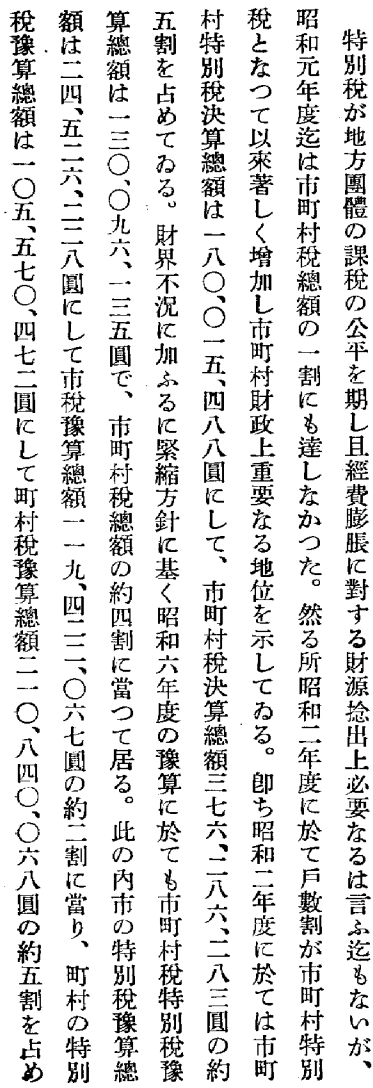 特別税が地方團體の課税の公平を期し且經費膨脹に對する財源捻出上必要なるは言ふ迄もないが、
昭和元年度迄は市町村税總額の一割にも達しなかつた。然る所昭和二年度に於て戸數割が市町村特別
税となつて以來著しく增加し市町村財政上重要なる地位を示してゐる。卽ち昭和二年度に於ては市町
村特別税決算總額は一八〇、〇一五、四八八圓にして、市町村税決算總額三七六、二八六、二八三圓の約
五割を占めてゐる。財界不況に加ふるに緊縮方針に基く昭和六年度の豫算に於ても市町村税特別税豫
算總額は一三〇、〇九六、一三五圓で、市町村税總額の約四割に當つて居る。此の内市の特別税豫算總
額は二四、五二六、二二八圓にして市税豫算總額一一九、四二二、〇六七圓の約二割に當り、町村の特別
税豫算總額は一〇五、五七〇、四七二圓にして町村税豫算總額二一〇、八四〇、〇六八圓の約五割を占め